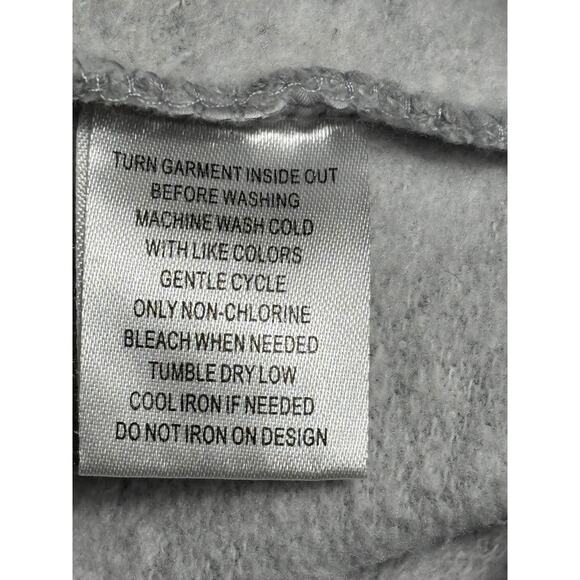 TURN GARMENT INSIDE OUT
BEFORE WASHING
MACHINE WASH COLD
WITH LIKE COLORS
GENTLE CYCLE
ONLY NON-CHLORINE
BLEACH WHEN NEEDED
TUMBLE DRY LOW
COOL IRON IF NEEDED
DO NOT IRON ON DESIGN